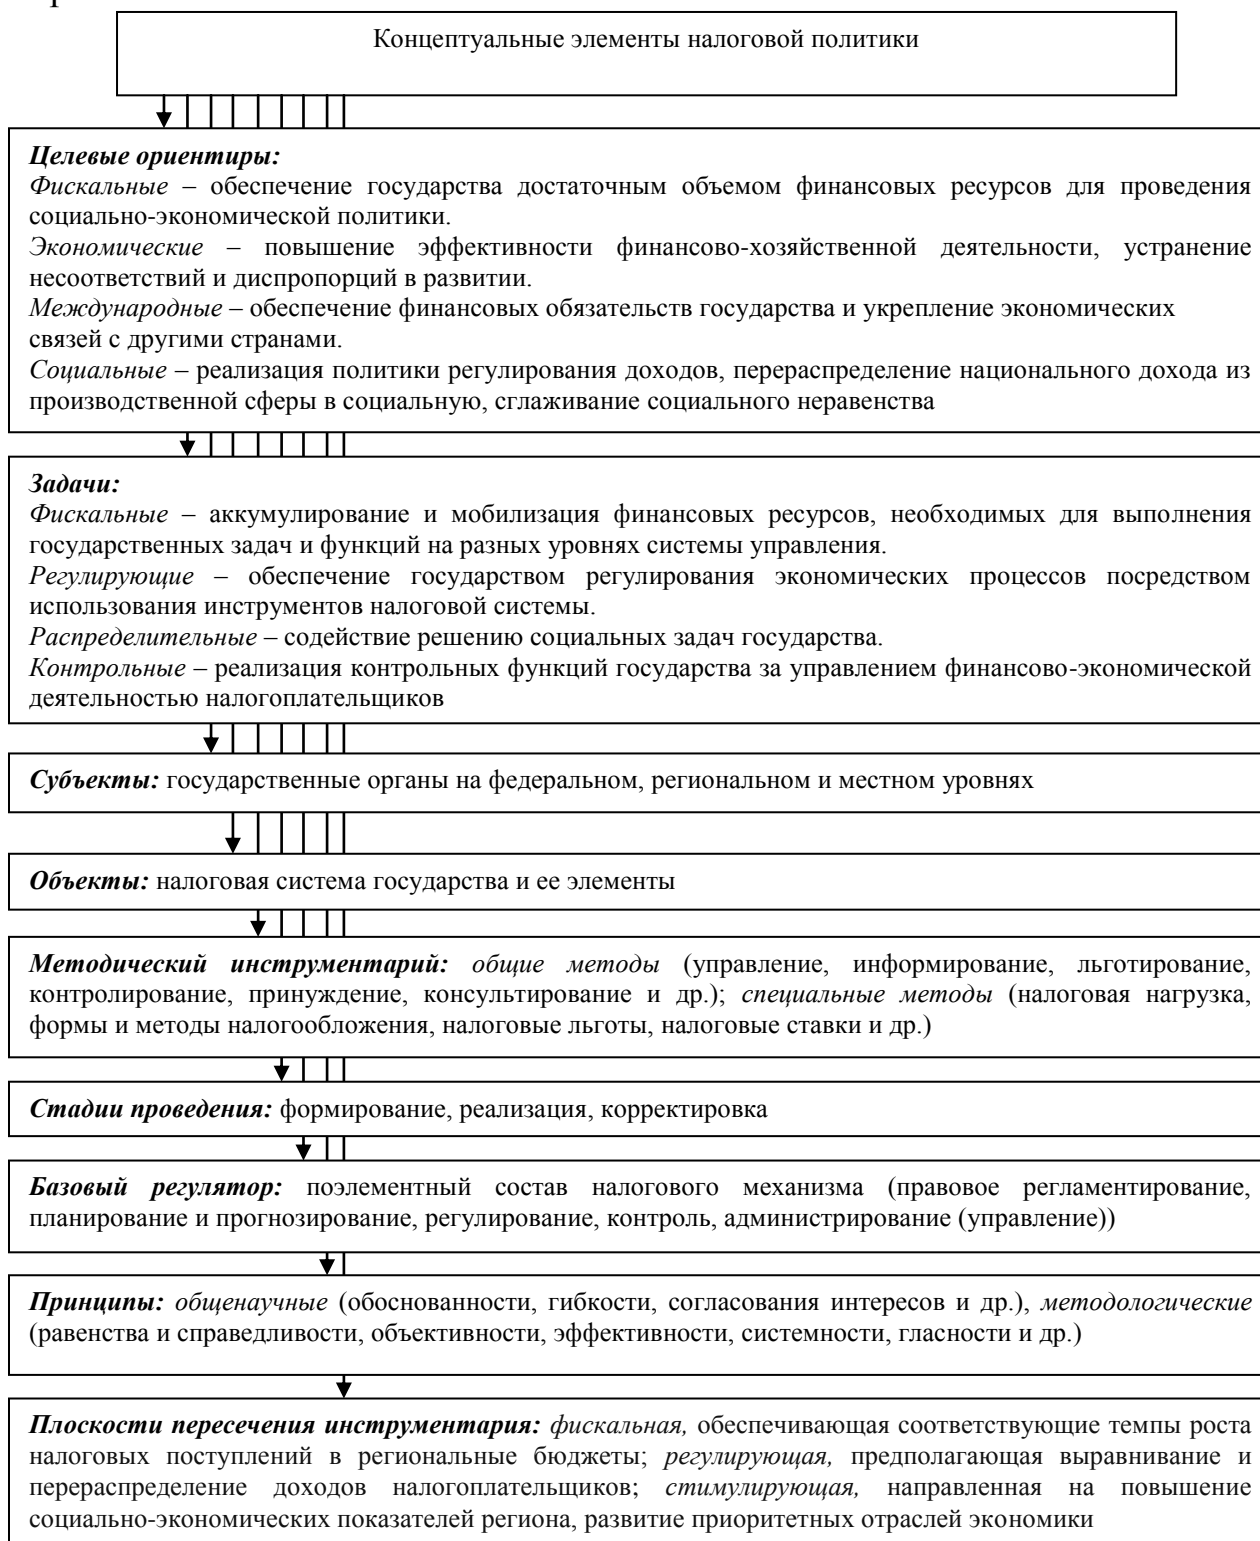 Концептуальные элементы налоговой политики
Целевые ориентиры:
Фискальные – обеспечение государства достаточным объемом финансовых ресурсов для проведения
социально-экономической политики.
Экономические – повышение эффективности финансово-хозяйственной деятельности, устранение
несоответствий и диспропорций в развитии.
Международные – обеспечение финансовых обязательств государства и укрепление экономических
связей с другими странами.
Социальные – реализация политики регулирования доходов, перераспределение национального дохода из
производственной сферы в социальную, сглаживание социального неравенства
Задачи:
Фискальные – аккумулирование и мобилизация финансовых ресурсов, необходимых для выполнения
государственных задач и функций на разных уровнях системы управления.
Регулирующие – обеспечение государством регулирования экономических процессов посредством
использования инструментов налоговой системы.
Распределительные – содействие решению социальных задач государства.
Контрольные – реализация контрольных функций государства за управлением финансово-экономической
деятельностью налогоплательщиков
Субъекты: государственные органы на федеральном, региональном и местном уровнях
Объекты: налоговая система государства и ее элементы
Методический инструментарий: общие методы (управление, информирование, льготирование,
контролирование, принуждение, консультирование и др.); специальные методы (налоговая нагрузка,
формы и методы налогообложения, налоговые льготы, налоговые ставки и др.)
Стадии проведения: формирование, реализация, корректировка
Базовый регулятор: поэлементный состав налогового механизма (правовое регламентирование,
планирование и прогнозирование, регулирование, контроль, администрирование (управление))
Принципы: общенаучные (обоснованности, гибкости, согласования интересов и др.), методологические
(равенства и справедливости, объективности, эффективности, системности, гласности и др.)
Плоскости пересечения инструментария: фискальная, обеспечивающая соответствующие темпы роста
налоговых поступлений в региональные бюджеты; регулирующая, предполагающая выравнивание и
перераспределение доходов налогоплательщиков; стимулирующая, направленная на повышение
социально-экономических показателей региона, развитие приоритетных отраслей экономики